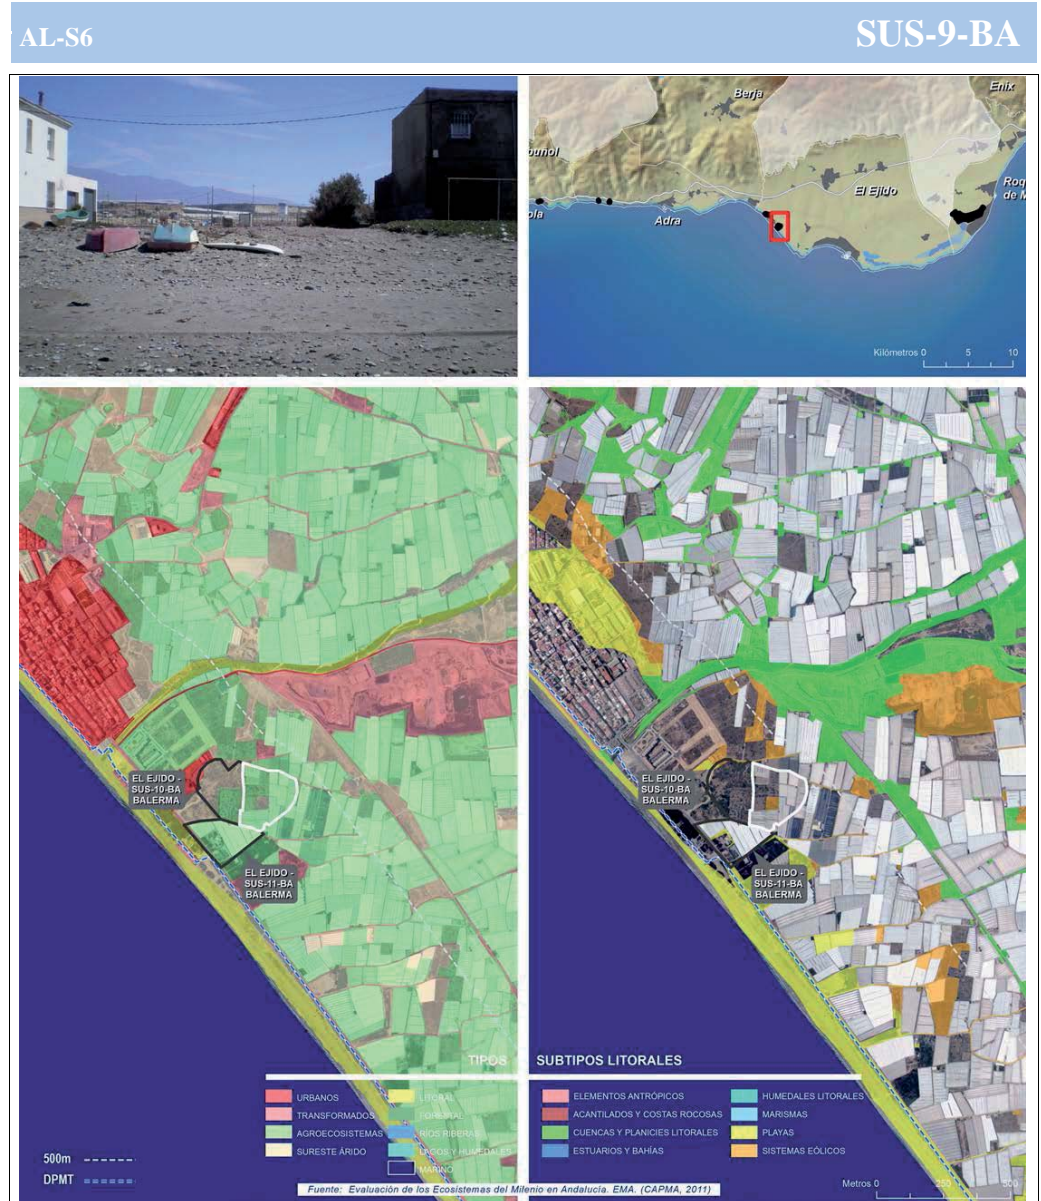 AL-S6
SUS-9-BA
Berja
Enix
El Ejido
Adra
Kilómetros 0 5 10
EL EJIDO -
SUS-10-BA
BALERMA
EL EJIDO -
SUS-11-BA
BALERMA
EL EJIDO -
SUS-10-BA
BALERMA
EL EJIDO -
SUS-11-BA
BALERMA
TIPOS
URBANOS
TRANSFORMADOS
AGROECOSISTEMAS
SURESTE ÁRIDO
LITORAL
FORESTAL
RÍOS RIBERAS
LAGOS Y HUMEDALES
MARINO
500m
DPMT
SUBTIPOS LITORALES
ELEMENTOS ANTRÓPICOS
ACANTILADOS Y COSTAS ROCOSAS
CUENCAS Y PLANICIES LITORALES
ESTUARIOS Y BAHÍAS
HUMEDALES LITORALES
MARISMAS
PLAYAS
SISTEMAS EÓLICOS
Metros 0 250 500
Fuente: Evaluación de los Ecosistemas del Milenio en Andalucía. EMA. (CAPMA, 2011)